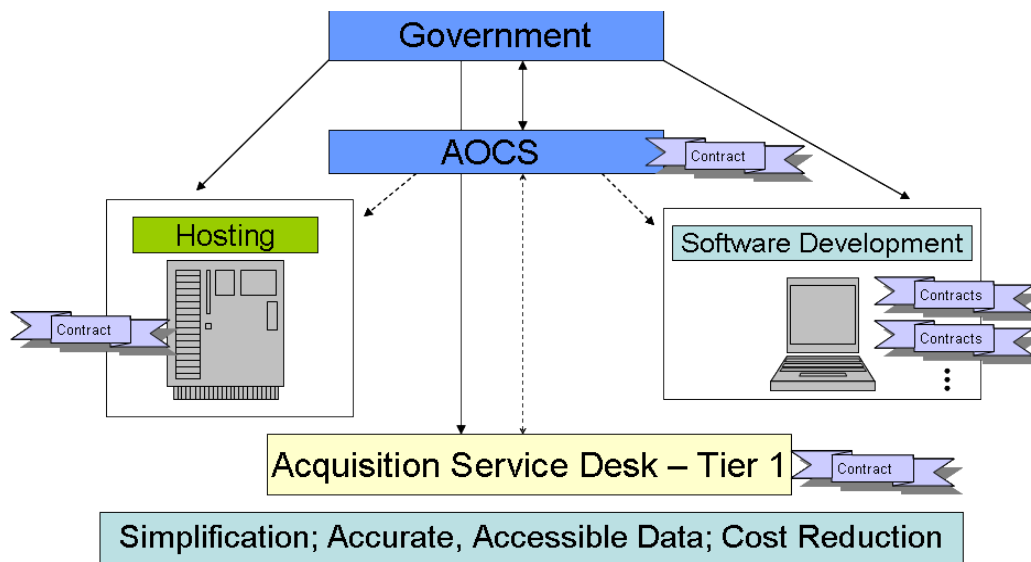 Government
AOCS
Contract
Hosting
Software Development
Contract
Contracts
Contracts
Acquisition Service Desk – Tier 1
Contract
Simplification; Accurate, Accessible Data; Cost Reduction